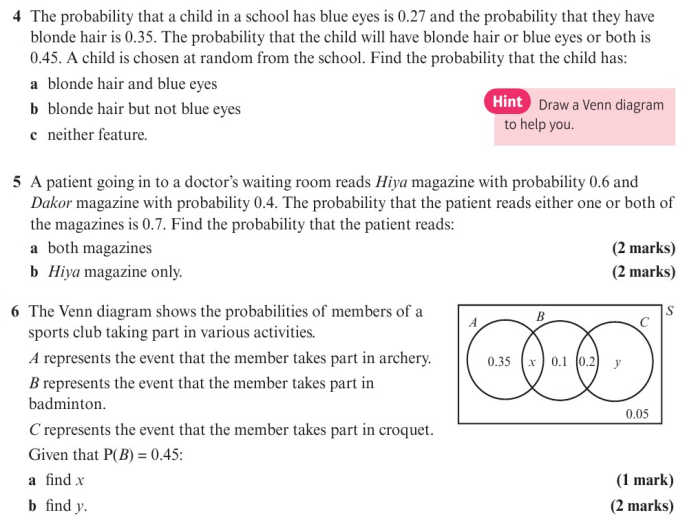 4 The probability that a child in a school has blue eyes is 0.27 and the probability that they have
blonde hair is 0.35. The probability that the child will have blonde hair or blue eyes or both is
0.45. A child is chosen at random from the school. Find the probability that the child has:
a blonde hair and blue eyes
b blonde hair but not blue eyes
c neither feature.
Hint Draw a Venn diagram
to help you.
5 A patient going in to a doctor's waiting room reads Hiya magazine with probability 0.6 and
Dakor magazine with probability 0.4. The probability that the patient reads either one or both of
the magazines is 0.7. Find the probability that the patient reads:
a both magazines (2 marks)
b Hiya magazine only. (2 marks)
6 The Venn diagram shows the probabilities of members of a
sports club taking part in various activities.
A represents the event that the member takes part in archery.
B represents the event that the member takes part in
badminton.
C represents the event that the member takes part in croquet.
Given that P(B) = 0.45:
A B C S
0.35 x 0.1 0.2 y
0.05
a find x (1 mark)
b find y. (2 marks)